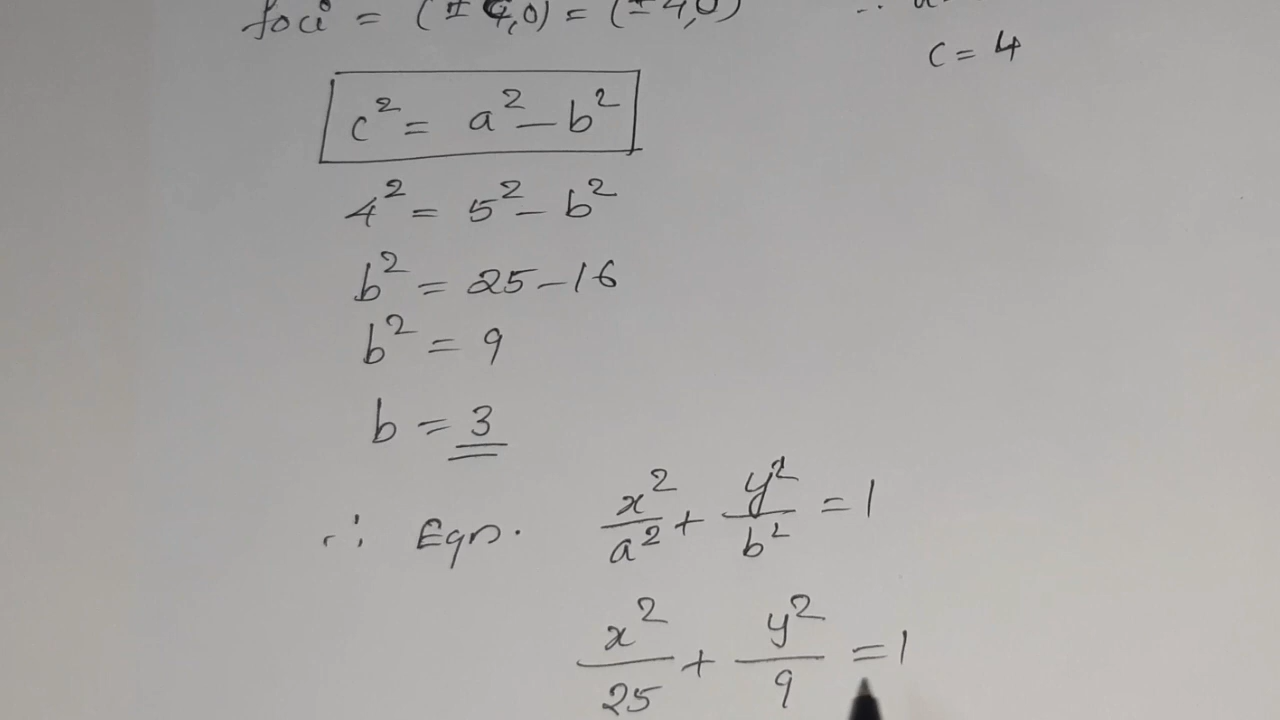 foci = (± 4,0) = (±4,0) ∴ a
c = 4
c² = a² – b²
4² = 5² – b²
b² = 25 – 16
b² = 9
b = 3
∴ Eqn. x²/a² + y²/b² = 1
x²/25 + y²/9 = 1